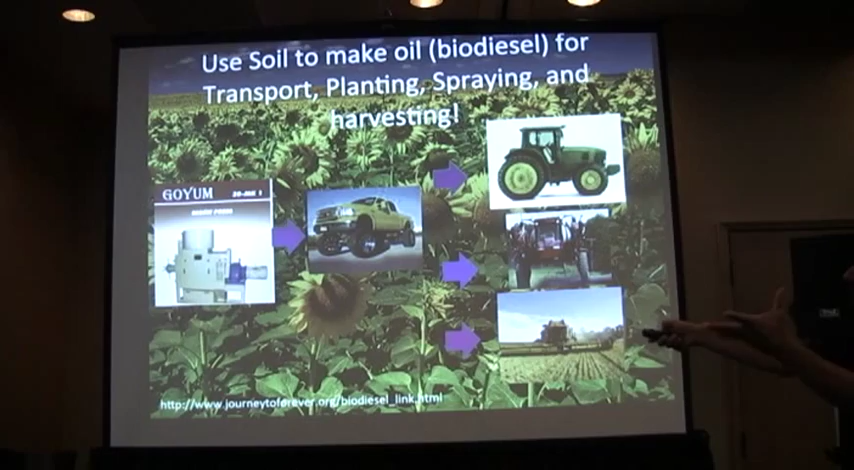 Use Soil to make oil (biodiesel) for
Transport, Planting, Spraying, and
harvesting!
GOYUM
http://www.journeytoforever.org/biodiesel_link.html